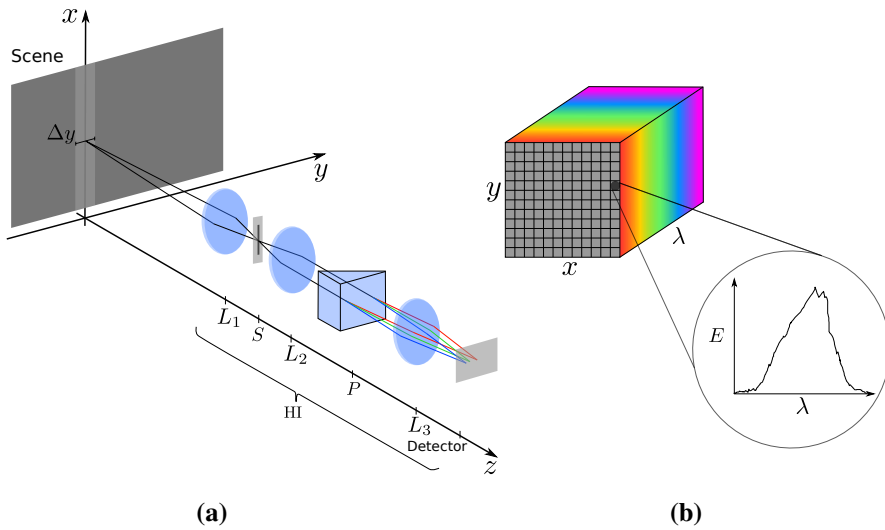 x
Scene
Δy
y
L₁
S
L₂
P
L₃
HI
Detector
z
(a)
y
x
λ
E
λ
(b)